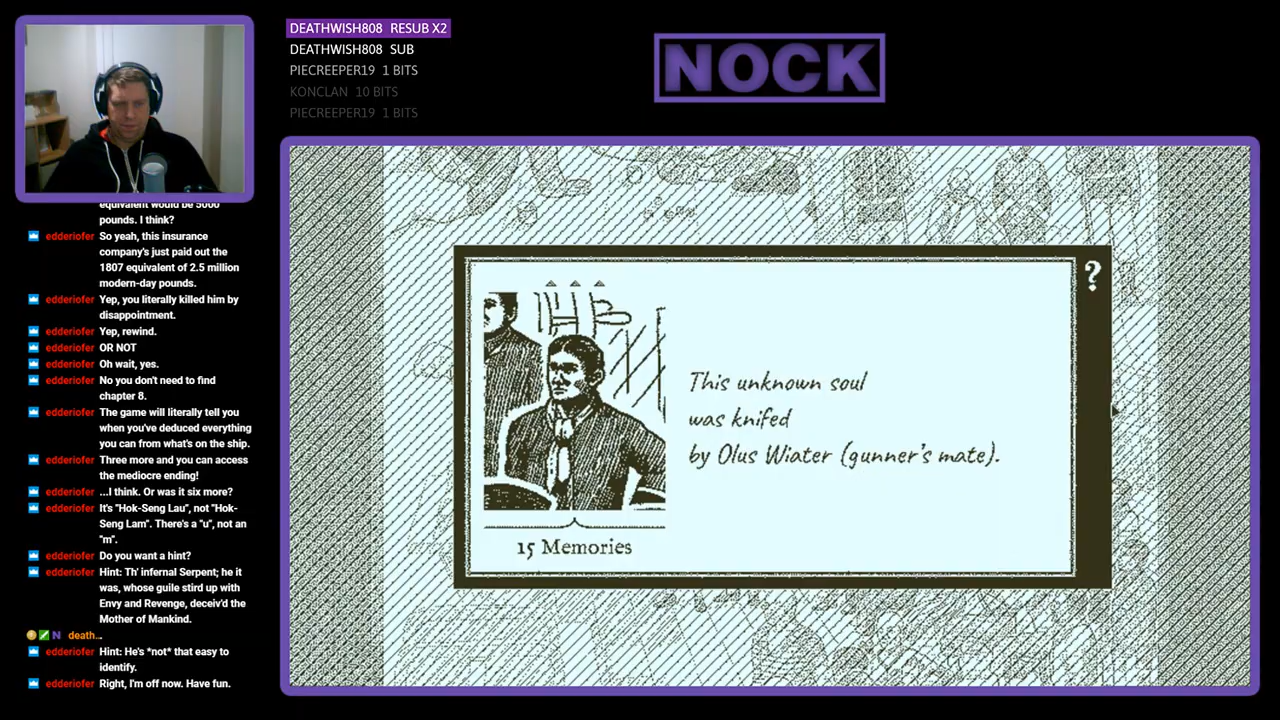 DEATHWISH808 RESUB X2
DEATHWISH808 SUB
PIECREEPER19 1 BITS
KONCLAN 10 BITS
PIECREEPER19 1 BITS
NOCK
equivalent would be 5000
pounds. I think?
edderiofer So yeah, this insurance
company's just paid out the
1807 equivalent of 2.5 million
modern-day pounds.
edderiofer Yep, you literally killed him by
disappointment.
edderiofer Yep, rewind.
edderiofer OR NOT
edderiofer Oh wait, yes.
edderiofer No you don't need to find
chapter 8.
edderiofer The game will literally tell you
when you've deduced everything
you can from what's on the ship.
edderiofer Three more and you can access
the mediocre ending!
edderiofer ...I think. Or was it six more?
edderiofer It's "Hok-Seng Lau", not "Hok-
Seng Lam". There's a "u", not an
"m".
edderiofer Do you want a hint?
edderiofer Hint: Th' infernal Serpent; he it
was, whose guile stird up with
Envy and Revenge, deceiv'd the
Mother of Mankind.
N death...
edderiofer Hint: He's *not* that easy to
identify.
edderiofer Right, I'm off now. Have fun.
?
This unknown soul
was knifed
by Olus Wiater (gunner's mate).
15 Memories